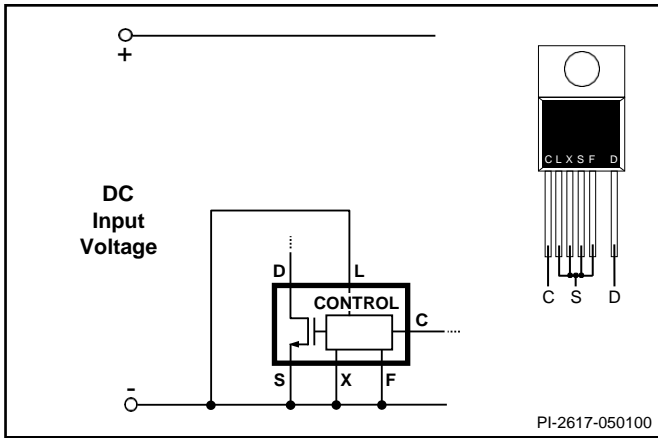 +
DC
Input
Voltage
D
L
CONTROL
C
S
X
F
-
C L X S F D
C S D
PI-2617-050100